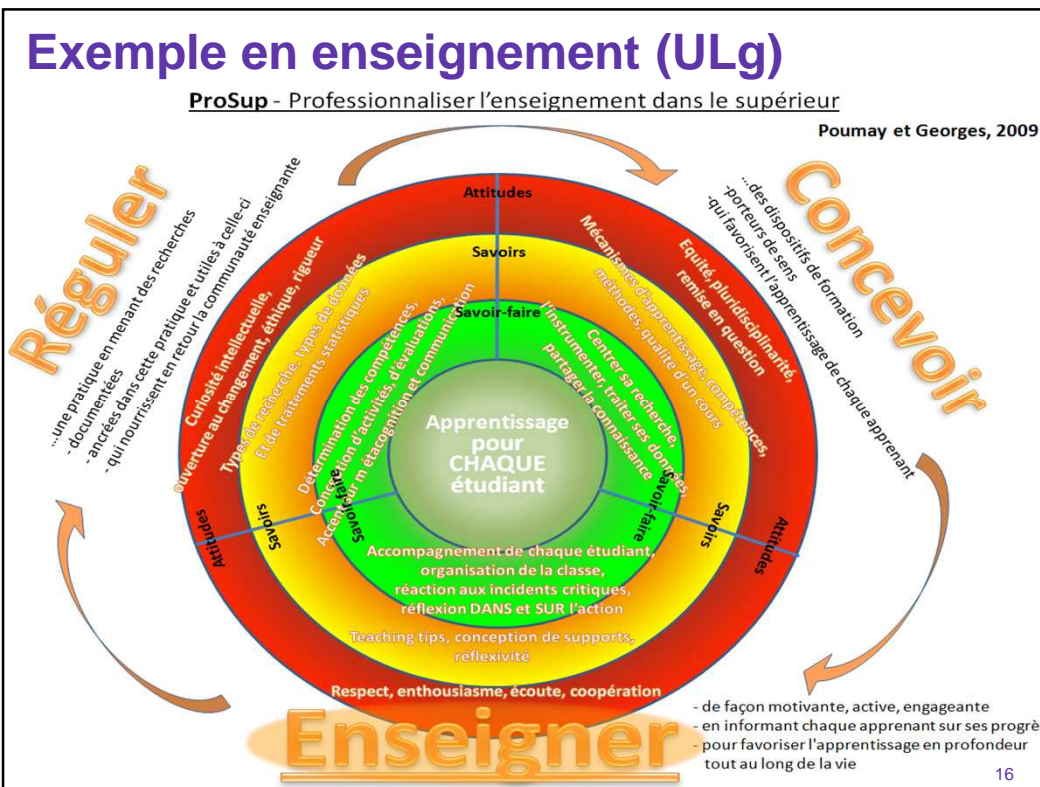 Exemple en enseignement (ULg)
ProSup - Professionnaliser l'enseignement dans le supérieur
Poumay et Georges, 2009
Réguler
...une pratique en menant des recherches
- documentées
- ancrées dans cette pratique et utiles à celle-ci
- qui nourrissent en retour la communauté enseignante
Concevoir
...des dispositifs de formation
-porteurs de sens
-qui favorisent l'apprentissage de chaque apprenant
Attitudes
Curiosité intellectuelle,
ouverture au changement, éthique, rigueur
Equité, pluridisciplinarité,
remise en question
Savoirs
Types de recherche, types de données
Et de traitements statistiques
Mécanismes d'apprentissage, compétences,
méthodes, qualité d'un cours
Savoir-faire
Détermination des compétences,
Conception d'activités, d'évaluations,
Accent sur métacognition et communication
Centrer sa recherche,
l'instrumenter, traiter ses données,
partager la connaissance
Apprentissage
pour
CHAQUE
étudiant
Attitudes
Savoirs
Savoir-faire
Savoir-faire
Savoirs
Attitudes
Accompagnement de chaque étudiant,
organisation de la classe,
réaction aux incidents critiques,
réflexion DANS et SUR l'action
Teaching tips, conception de supports,
réflexivité
Respect, enthousiasme, écoute, coopération
Enseigner
- de façon motivante, active, engageante
- en informant chaque apprenant sur ses progrè
- pour favoriser l'apprentissage en profondeur
tout au long de la vie
16